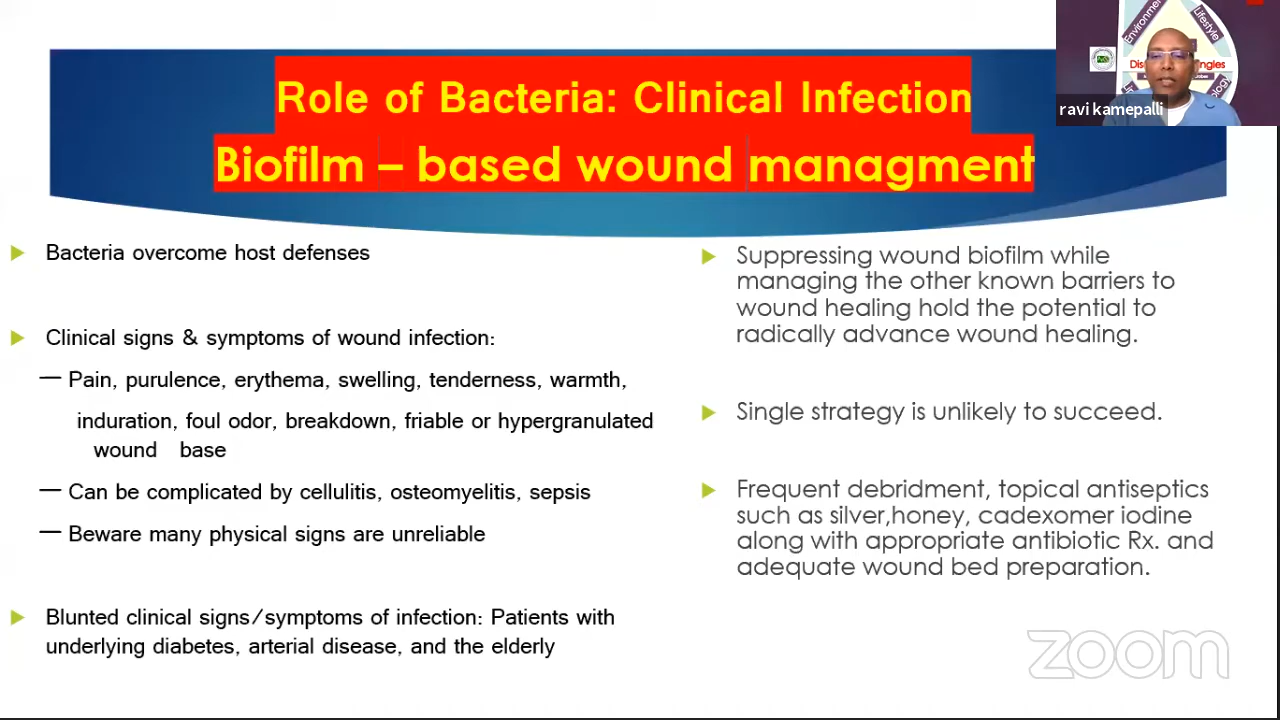 Role of Bacteria: Clinical Infection
Biofilm – based wound managment
Environmen
Lifestyle
Dis
ngles
ravi kamepalli
Bacteria overcome host defenses
Clinical signs & symptoms of wound infection:
— Pain, purulence, erythema, swelling, tenderness, warmth,
induration, foul odor, breakdown, friable or hypergranulated
wound base
— Can be complicated by cellulitis, osteomyelitis, sepsis
— Beware many physical signs are unreliable
Blunted clinical signs/symptoms of infection: Patients with
underlying diabetes, arterial disease, and the elderly
Suppressing wound biofilm while
managing the other known barriers to
wound healing hold the potential to
radically advance wound healing.
Single strategy is unlikely to succeed.
Frequent debridment, topical antiseptics
such as silver,honey, cadexomer iodine
along with appropriate antibiotic Rx. and
adequate wound bed preparation.
zoom